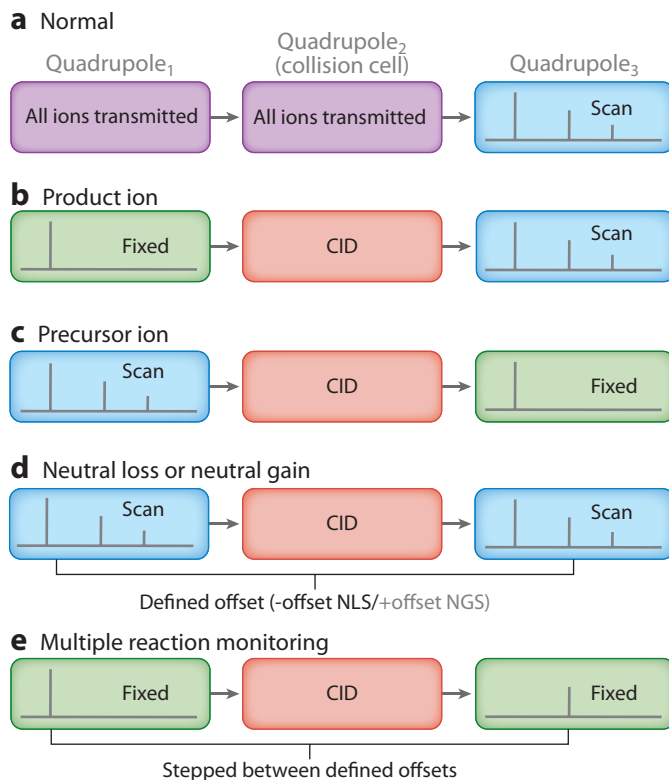 a Normal
Quadrupole₁
Quadrupole₂
(collision cell)
Quadrupole₃
All ions transmitted
All ions transmitted
Scan
b Product ion
Fixed
CID
Scan
c Precursor ion
Scan
CID
Fixed
d Neutral loss or neutral gain
Scan
CID
Scan
Defined offset (-offset NLS/+offset NGS)
e Multiple reaction monitoring
Fixed
CID
Fixed
Stepped between defined offsets